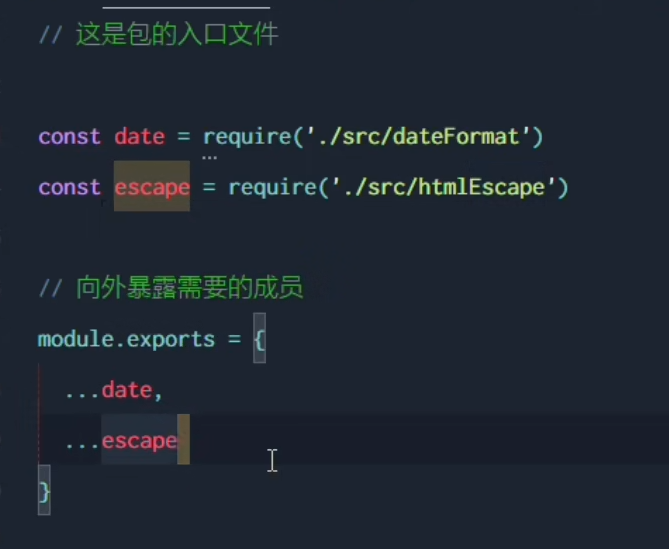 // 这是包的入口文件
const date = require('./src/dateFormat')
const escape = require('./src/htmlEscape')
// 向外暴露需要的成员
module.exports = {
...date,
...escape
}